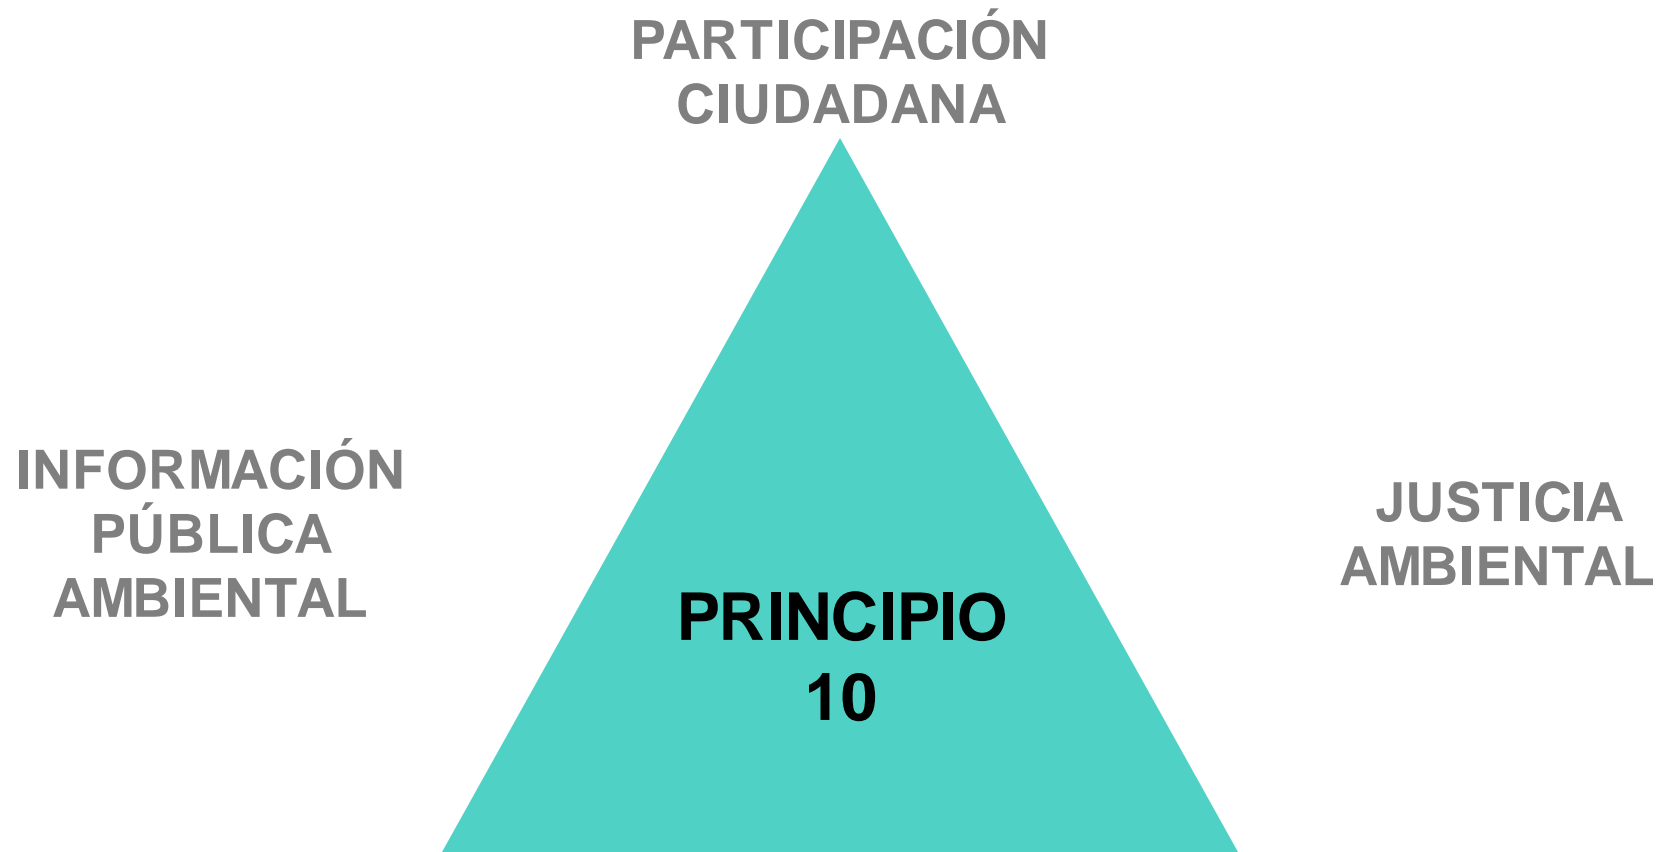 PARTICIPACIÓN
CIUDADANA
INFORMACIÓN
PÚBLICA
AMBIENTAL
JUSTICIA
AMBIENTAL
PRINCIPIO
10